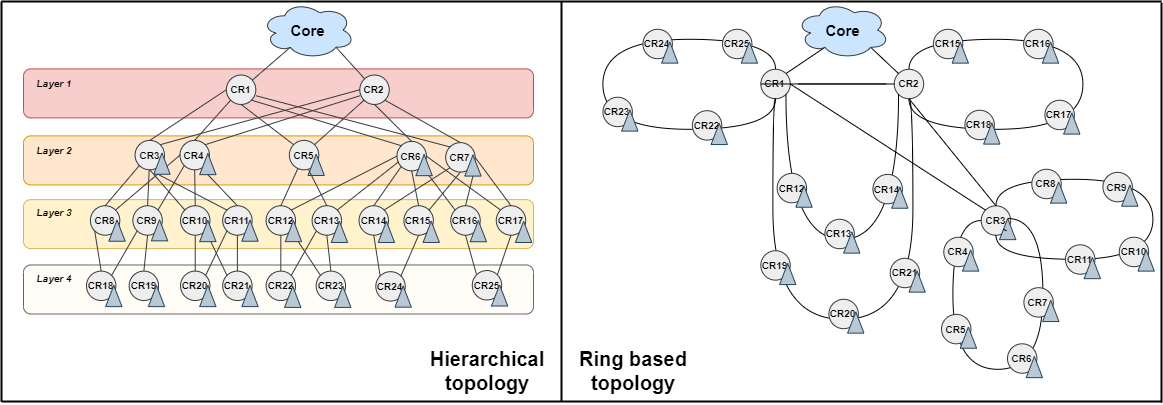 Core
Layer 1
CR1
CR2
Layer 2
CR3
CR4
CR5
CR6
CR7
Layer 3
CR8
CR9
CR10
CR11
CR12
CR13
CR14
CR15
CR16
CR17
Layer 4
CR18
CR19
CR20
CR21
CR22
CR23
CR24
CR25
Hierarchical
topology
Core
CR24
CR25
CR15
CR16
CR1
CR2
CR23
CR22
CR18
CR17
CR12
CR14
CR8
CR9
CR13
CR3
CR4
CR11
CR10
CR19
CR21
CR20
CR7
CR5
CR6
Ring based
topology